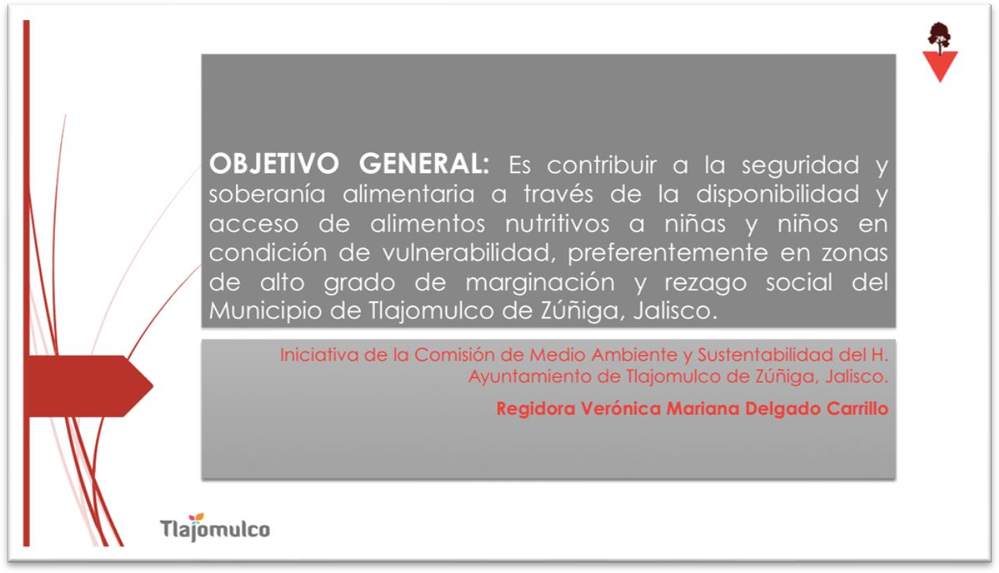 OBJETIVO GENERAL: Es contribuir a la seguridad y
soberanía alimentaria a través de la disponibilidad y
acceso de alimentos nutritivos a niñas y niños en
condición de vulnerabilidad, preferentemente en zonas
de alto grado de marginación y rezago social del
Municipio de Tlajomulco de Zúñiga, Jalisco.
Iniciativa de la Comisión de Medio Ambiente y Sustentabilidad del H.
Ayuntamiento de Tlajomulco de Zúñiga, Jalisco.
Regidora Verónica Mariana Delgado Carrillo
Tlajomulco